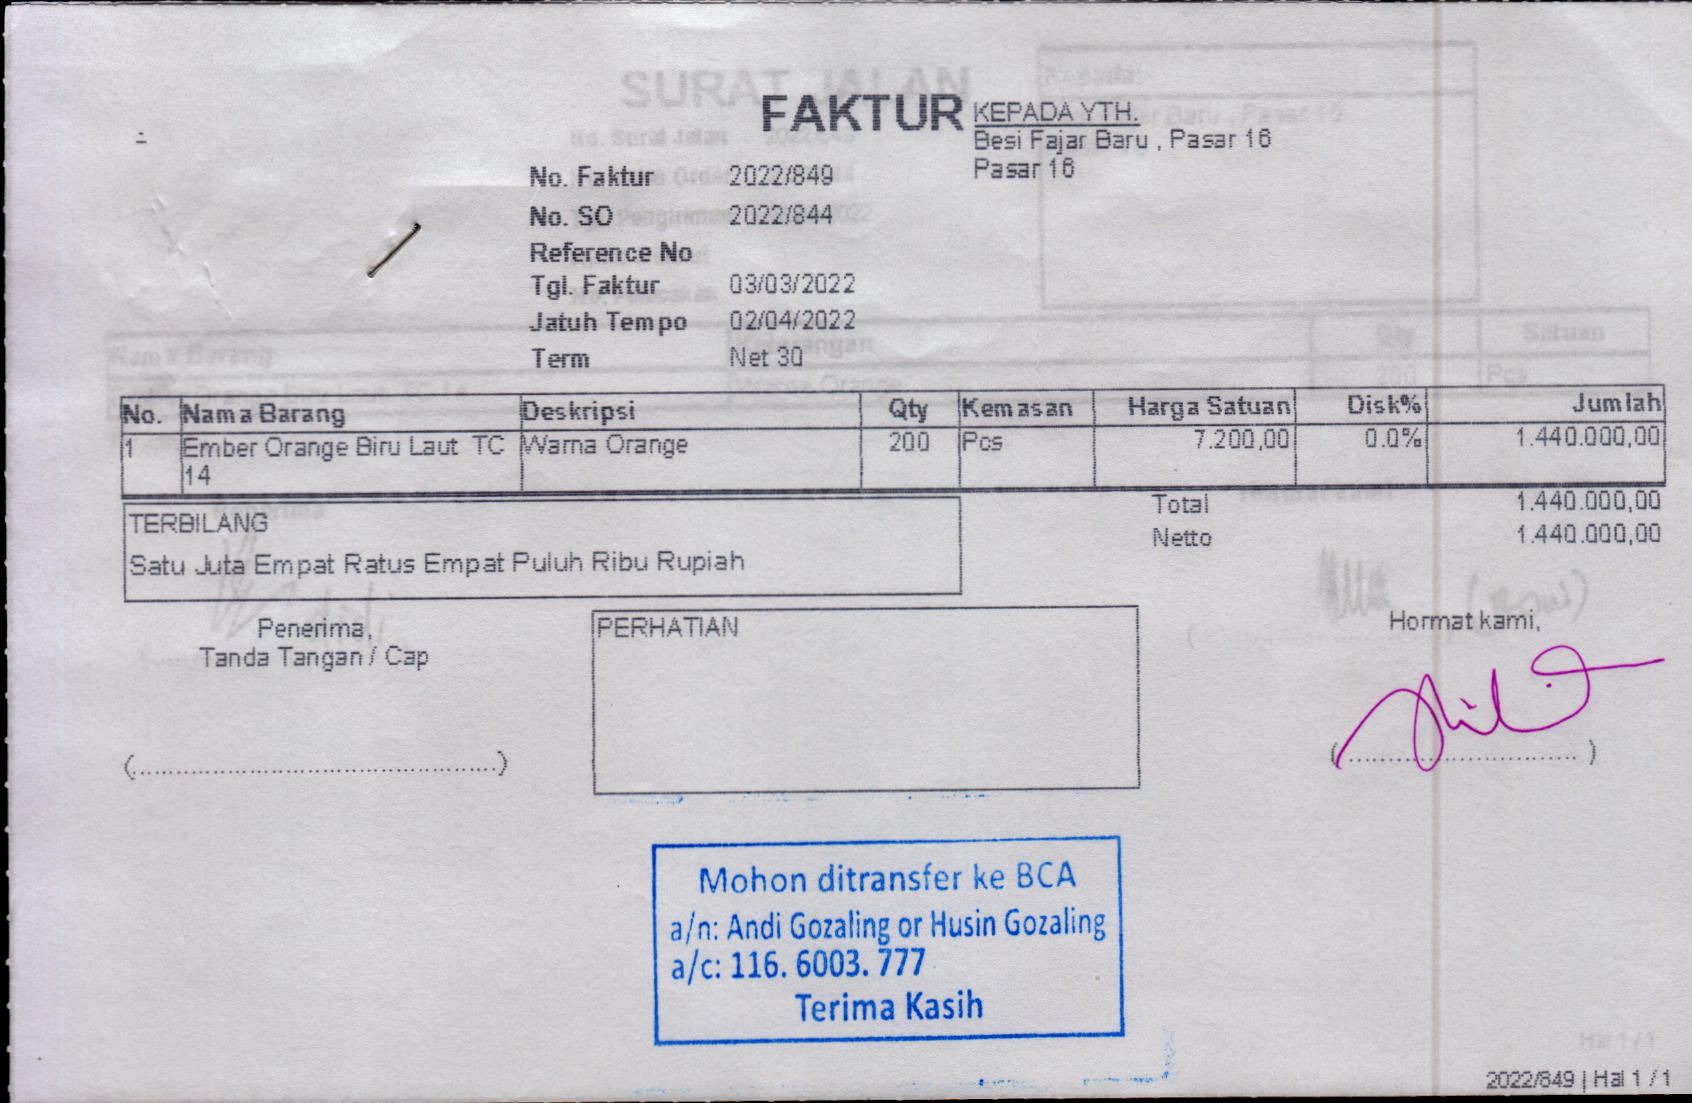 FAKTUR
KEPADA YTH.
Besi Fajar Baru , Pasar 16
Pasar 16
No. Faktur 2022/849
No. SO 2022/844
Reference No
Tgl. Faktur 03/03/2022
Jatuh Tempo 02/04/2022
Term Net 30
No. Nama Barang Deskripsi Qty Kemasan Harga Satuan Disk% Jumlah
1 Ember Orange Biru Laut TC Warna Orange 200 Pcs 7.200,00 0.0% 1.440.000,00
14
Total 1.440.000,00
Netto 1.440.000,00
TERBILANG
Satu Juta Empat Ratus Empat Puluh Ribu Rupiah
Penerima,
Tanda Tangan / Cap
(....................................................)
PERHATIAN
Hormat kami,
(.................................... )
Mohon ditransfer ke BCA
a/n: Andi Gozaling or Husin Gozaling
a/c: 116. 6003. 777
Terima Kasih
2022/849 | Hal 1 / 1